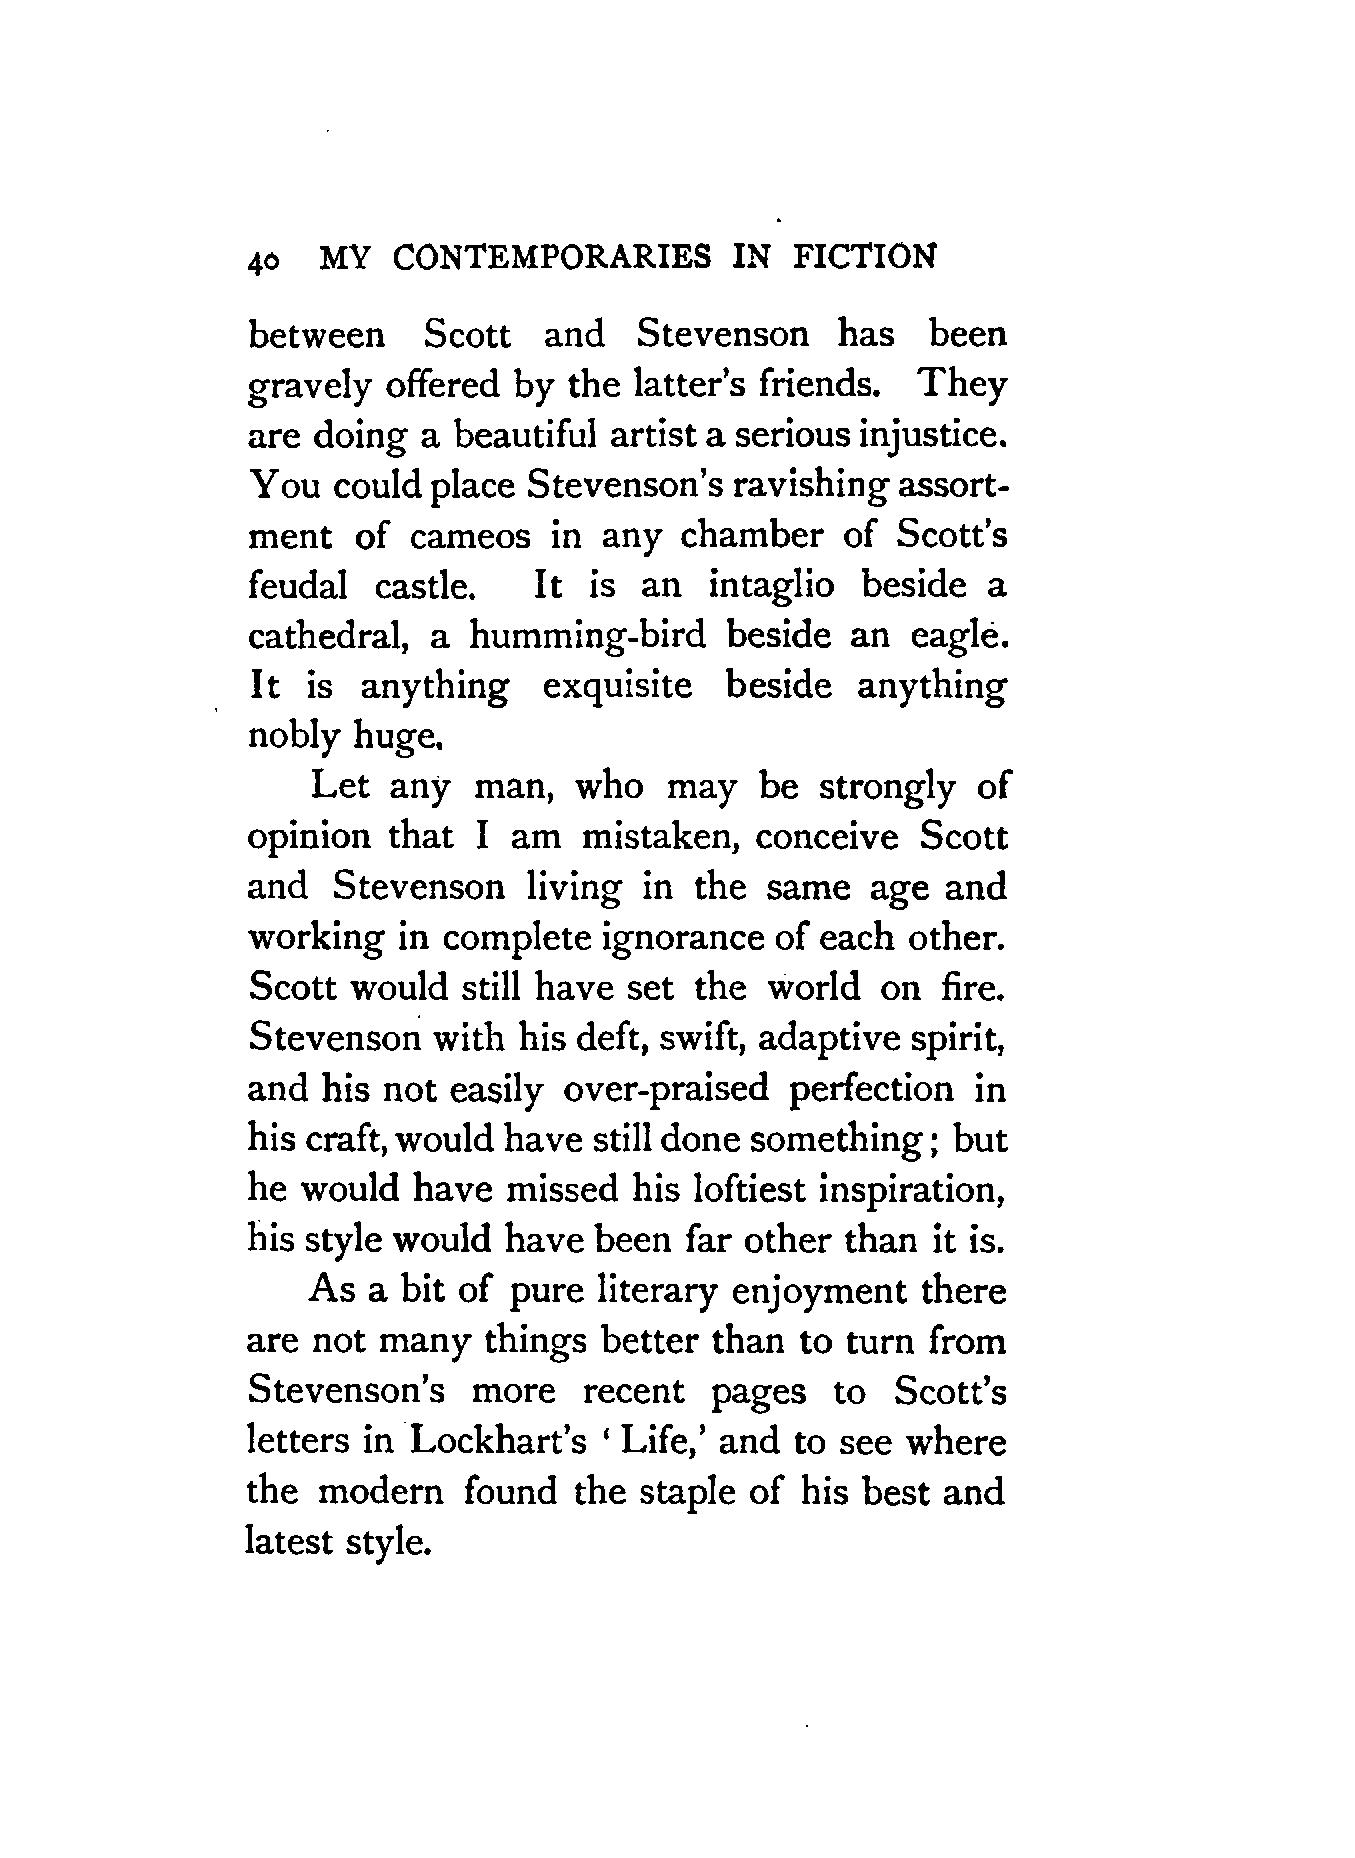 40 MY CONTEMPORARIES IN FICTION
between Scott and Stevenson has been
gravely offered by the latter's friends. They
are doing a beautiful artist a serious injustice.
You could place Stevenson's ravishing assort-
ment of cameos in any chamber of Scott's
feudal castle. It is an intaglio beside a
cathedral, a humming-bird beside an eagle.
It is anything exquisite beside anything
nobly huge.
Let any man, who may be strongly of
opinion that I am mistaken, conceive Scott
and Stevenson living in the same age and
working in complete ignorance of each other.
Scott would still have set the world on fire.
Stevenson with his deft, swift, adaptive spirit,
and his not easily over-praised perfection in
his craft, would have still done something; but
he would have missed his loftiest inspiration,
his style would have been far other than it is.
As a bit of pure literary enjoyment there
are not many things better than to turn from
Stevenson's more recent pages to Scott's
letters in Lockhart's ' Life,' and to see where
the modern found the staple of his best and
latest style.